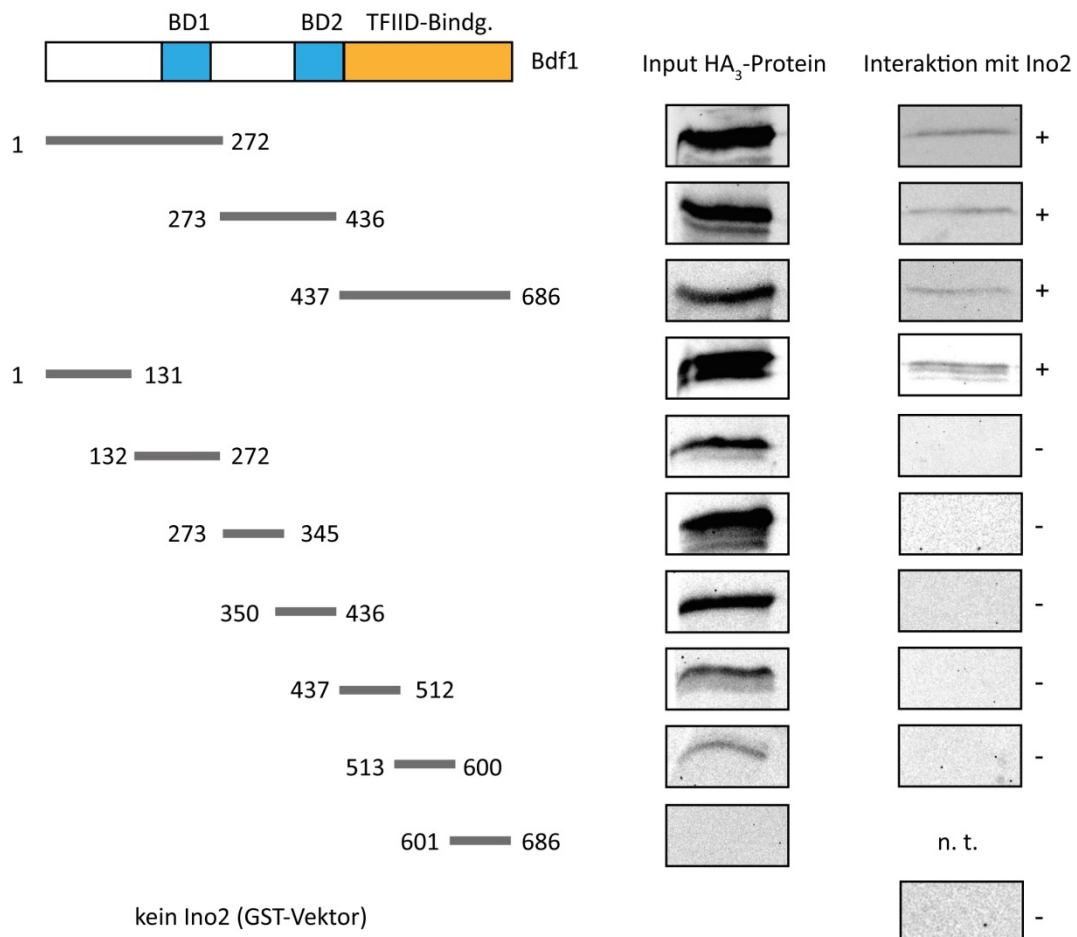 BD1 BD2 TFIID-Bindg.
Bdf1 Input HA₃-Protein Interaktion mit Ino2
1 272 +
273 436 +
437 686 +
1 131 +
132 272 -
273 345 -
350 436 -
437 512 -
513 600 -
601 686 n. t.
kein Ino2 (GST-Vektor) -